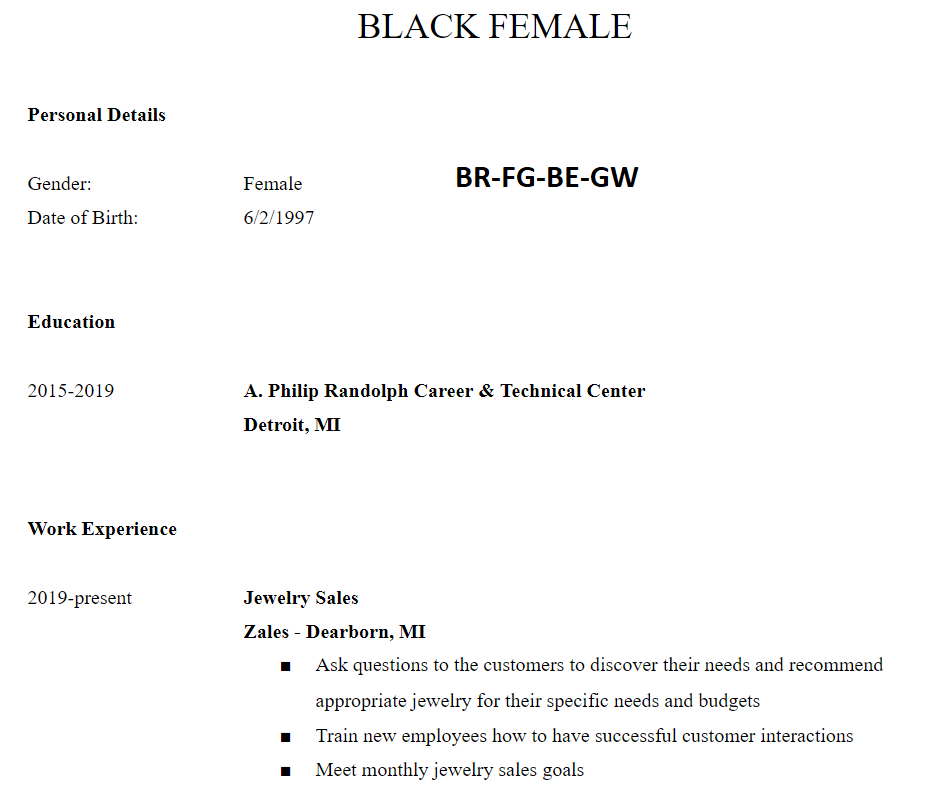 BLACK FEMALE
Personal Details
Gender: Female BR-FG-BE-GW
Date of Birth: 6/2/1997
Education
2015-2019 A. Philip Randolph Career & Technical Center
Detroit, MI
Work Experience
2019-present Jewelry Sales
Zales - Dearborn, MI
■ Ask questions to the customers to discover their needs and recommend
appropriate jewelry for their specific needs and budgets
■ Train new employees how to have successful customer interactions
■ Meet monthly jewelry sales goals